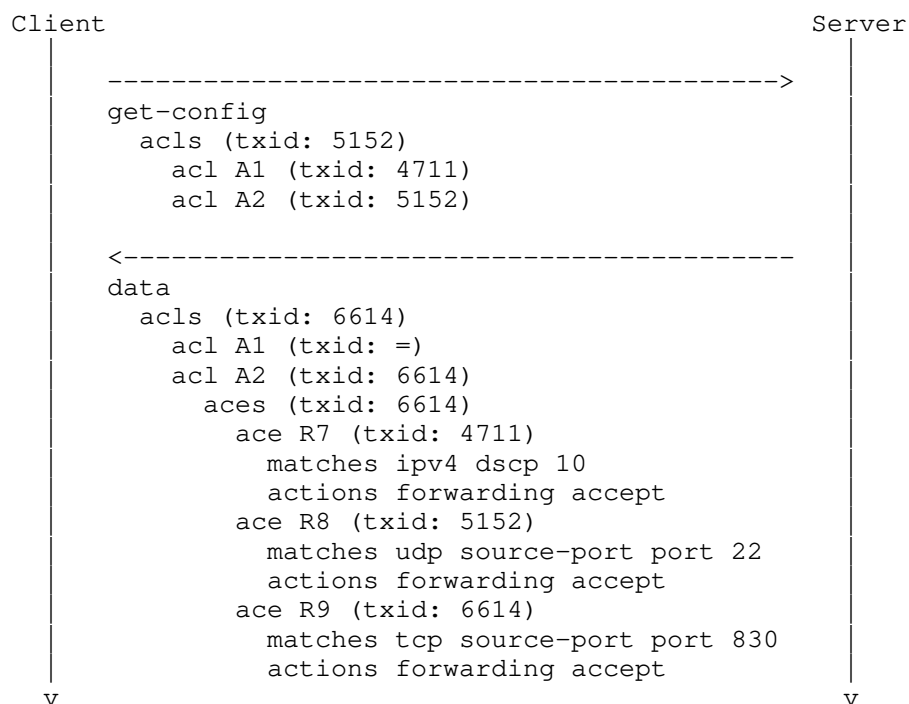 Client Server
| |
| ------------------------------------------> |
| get-config |
| acls (txid: 5152) |
| acl A1 (txid: 4711) |
| acl A2 (txid: 5152) |
| |
| <------------------------------------------ |
| data |
| acls (txid: 6614) |
| acl A1 (txid: =) |
| acl A2 (txid: 6614) |
| aces (txid: 6614) |
| ace R7 (txid: 4711) |
| matches ipv4 dscp 10 |
| actions forwarding accept |
| ace R8 (txid: 5152) |
| matches udp source-port port 22 |
| actions forwarding accept |
| ace R9 (txid: 6614) |
| matches tcp source-port port 830 |
| actions forwarding accept |
v v